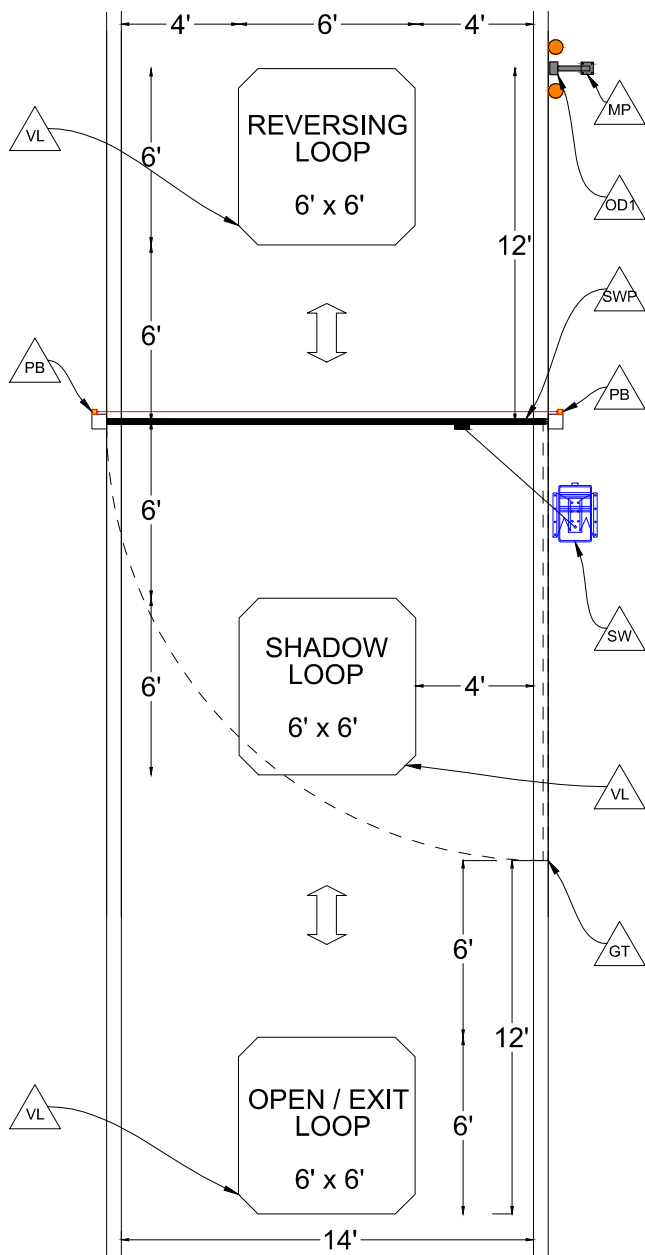 4' 6' 4'
MP
VL
REVERSING
LOOP
6' x 6'
6'
OD1
12'
SWP
6'
PB
PB
6'
SW
SHADOW
LOOP
6' x 6'
6'
4'
VL
6'
GT
12'
OPEN / EXIT
LOOP
6' x 6'
VL
6'
14'